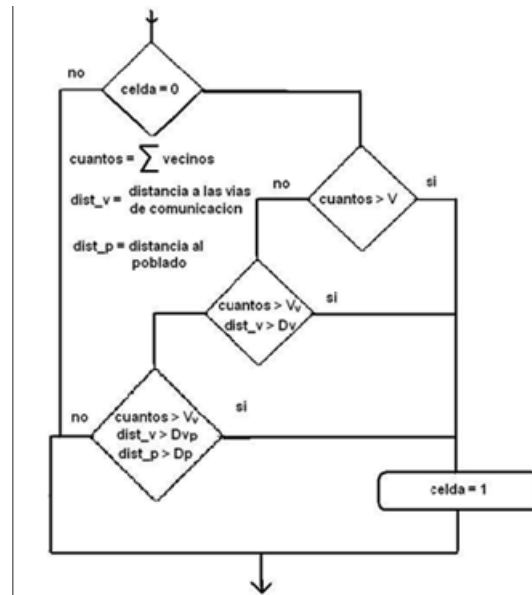 no
celda = 0
cuantos = ∑ vecinos
dist_v = distancia a las vias
de comunicacion
dist_p = distancia al
poblado
no
cuantos > V
si
cuantos > Vv
dist_v > Dv
si
no
cuantos > Vv
dist_v > Dvp
dist_p > Dp
si
celda = 1